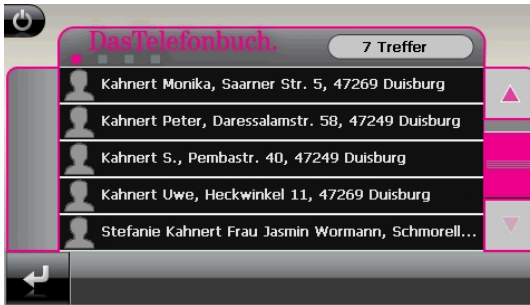 DasTelefonbuch.
7 Treffer
Kahnert Monika, Saarner Str. 5, 47269 Duisburg
Kahnert Peter, Daressalamstr. 58, 47249 Duisburg
Kahnert S., Pembastr. 40, 47249 Duisburg
Kahnert Uwe, Heckwinkel 11, 47269 Duisburg
Stefanie Kahnert Frau Jasmin Wormann, Schmorell...